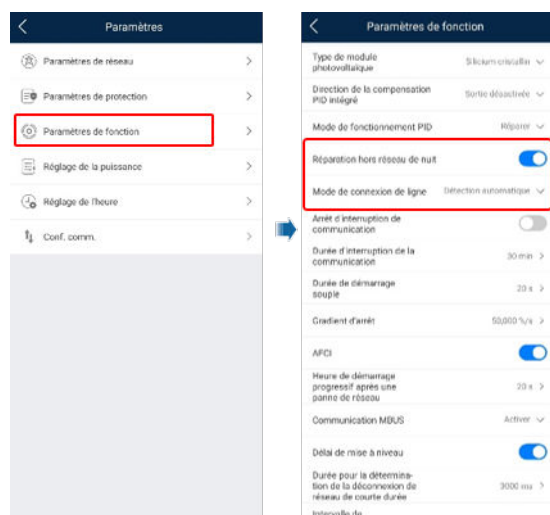 Paramètres
Paramètres de réseau
Paramètres de protection
Paramètres de fonction
Réglage de la puissance
Réglage de l'heure
Conf. comm.
Paramètres de fonction
Type de module
photovoltaïque
Silicium cristallin
Direction de la compensation
PID intégré
Sortie désactivée
Mode de fonctionnement PID
Réparer
Réparation hors réseau de nuit
Mode de connexion de ligne
Détection automatique
Arrêt d'interruption de
communication
Durée d'interruption de la
communication
30 min
Durée de démarrage
souple
20 s
Gradient d'arrêt
50,000 %/s
AFCI
Heure de démarrage
progressif après une
panne de réseau
20 s
Communication MBUS
Activer
Délai de mise à niveau
Durée pour la détermina-
tion de la déconnexion de
réseau de courte durée
3000 ms
Intervalle de